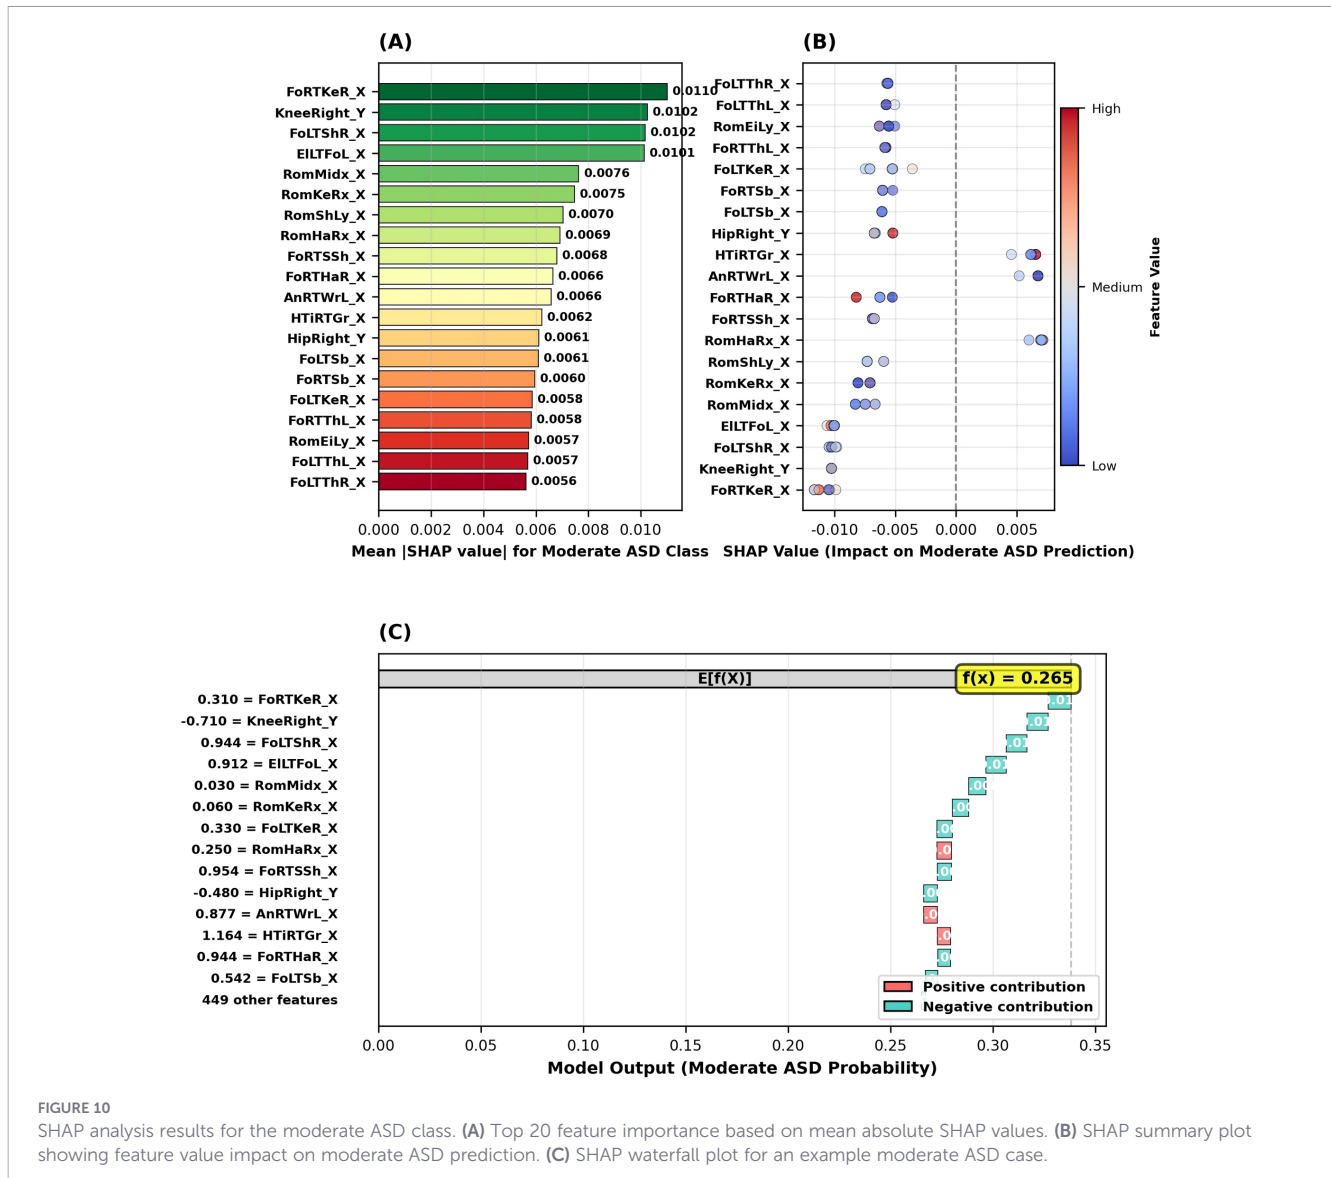 (A)
FoRTKeR_X 0.0110
KneeRight_Y 0.0102
FoLTShR_X 0.0102
ElLTFoL_X 0.0101
RomMidx_X 0.0076
RomKeRx_X 0.0075
RomShLy_X 0.0070
RomHaRx_X 0.0069
FoRTSSh_X 0.0068
FoRTHaR_X 0.0066
AnRTWrL_X 0.0066
HTiRTGr_X 0.0062
HipRight_Y 0.0061
FoLTSb_X 0.0061
FoRTSb_X 0.0060
FoLTKeR_X 0.0058
FoRTThL_X 0.0058
RomEiLy_X 0.0057
FoLTThL_X 0.0057
FoLTThR_X 0.0056
0.000 0.002 0.004 0.006 0.008 0.010
Mean |SHAP value| for Moderate ASD Class
(B)
FoLTThR_X
FoLTThL_X
RomEiLy_X
FoRTThL_X
FoLTKeR_X
FoRTSb_X
FoLTSb_X
HipRight_Y
HTiRTGr_X
AnRTWrL_X
FoRTHaR_X
FoRTSSh_X
RomHaRx_X
RomShLy_X
RomKeRx_X
RomMidx_X
ElLTFoL_X
FoLTShR_X
KneeRight_Y
FoRTKeR_X
-0.010 -0.005 0.000 0.005
SHAP Value (Impact on Moderate ASD Prediction)
High
Medium
Low
Feature Value
(C)
E[f(X)]
f(x) = 0.265
0.310 = FoRTKeR_X
-0.710 = KneeRight_Y
0.944 = FoLTShR_X
0.912 = ElLTFoL_X
0.030 = RomMidx_X
0.060 = RomKeRx_X
0.330 = FoLTKeR_X
0.250 = RomHaRx_X
0.954 = FoRTSSh_X
-0.480 = HipRight_Y
0.877 = AnRTWrL_X
1.164 = HTiRTGr_X
0.944 = FoRTHaR_X
0.542 = FoLTSb_X
449 other features
Positive contribution
Negative contribution
0.00 0.05 0.10 0.15 0.20 0.25 0.30 0.35
Model Output (Moderate ASD Probability)
FIGURE 10
SHAP analysis results for the moderate ASD class. (A) Top 20 feature importance based on mean absolute SHAP values. (B) SHAP summary plot
showing feature value impact on moderate ASD prediction. (C) SHAP waterfall plot for an example moderate ASD case.